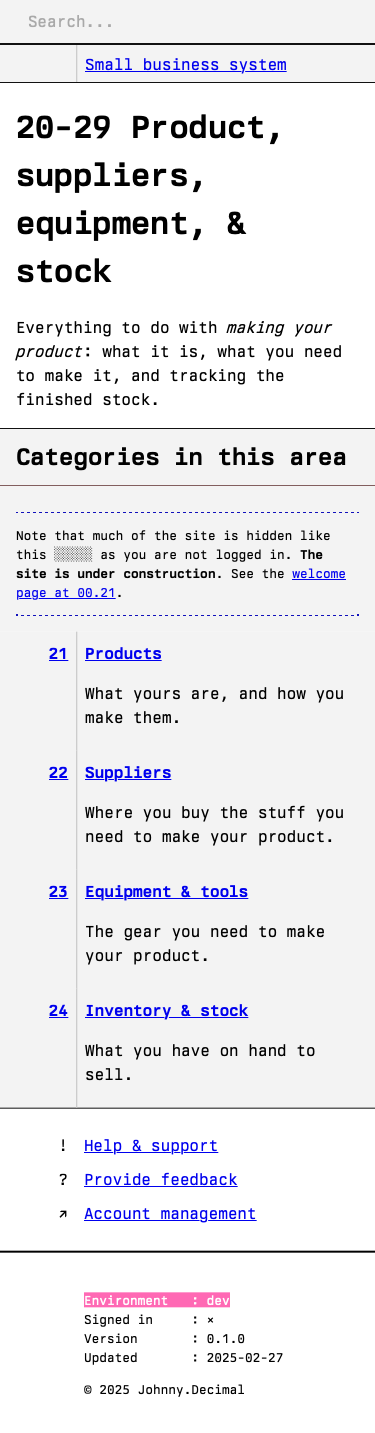 Search...
Small business system
20-29 Product,
suppliers,
equipment, &
stock
Everything to do with making your
product: what it is, what you need
to make it, and tracking the
finished stock.
Categories in this area
Note that much of the site is hidden like
this ░░░░░ as you are not logged in. The
site is under construction. See the welcome
page at 00.21.
21 Products
What yours are, and how you
make them.
22 Suppliers
Where you buy the stuff you
need to make your product.
23 Equipment & tools
The gear you need to make
your product.
24 Inventory & stock
What you have on hand to
sell.
! Help & support
? Provide feedback
↗ Account management
Environment : dev
Signed in : ×
Version : 0.1.0
Updated : 2025-02-27
© 2025 Johnny.Decimal